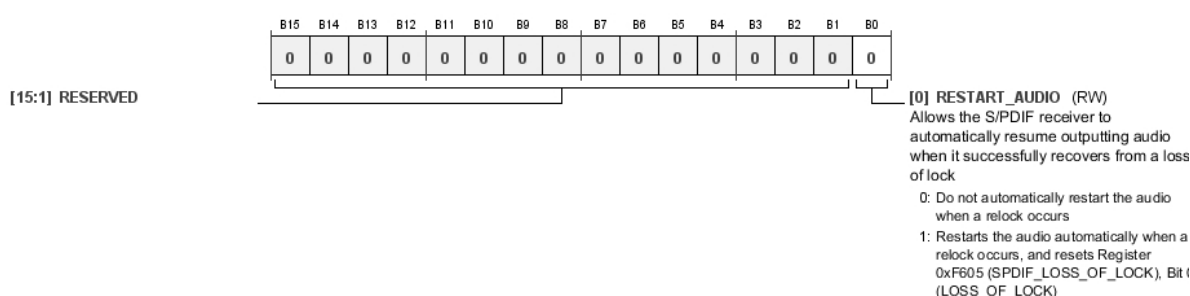 B15 B14 B13 B12 B11 B10 B9 B8 B7 B6 B5 B4 B3 B2 B1 B0
0 0 0 0 0 0 0 0 0 0 0 0 0 0 0 0
[15:1] RESERVED
[0] RESTART_AUDIO (RW)
Allows the S/PDIF receiver to
automatically resume outputting audio
when it successfully recovers from a loss
of lock
0: Do not automatically restart the audio
when a relock occurs
1: Restarts the audio automatically when a
relock occurs, and resets Register
0xF605 (SPDIF_LOSS_OF_LOCK), Bit
(LOSS_OF_LOCK)